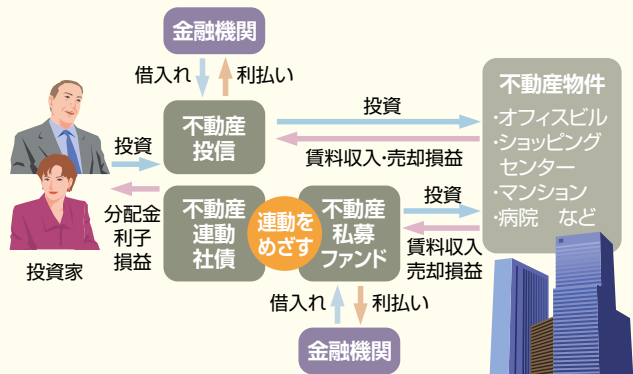 金融機関
借入れ
利払い
不動産
投信
投資
投資
賃料収入・売却損益
不動産物件
・オフィスビル
・ショッピング
センター
・マンション
・病院 など
分配金
利子
損益
投資家
不動産
連動
社債
連動を
めざす
不動産
私募
ファンド
投資
賃料収入
売却損益
借入れ
利払い
金融機関